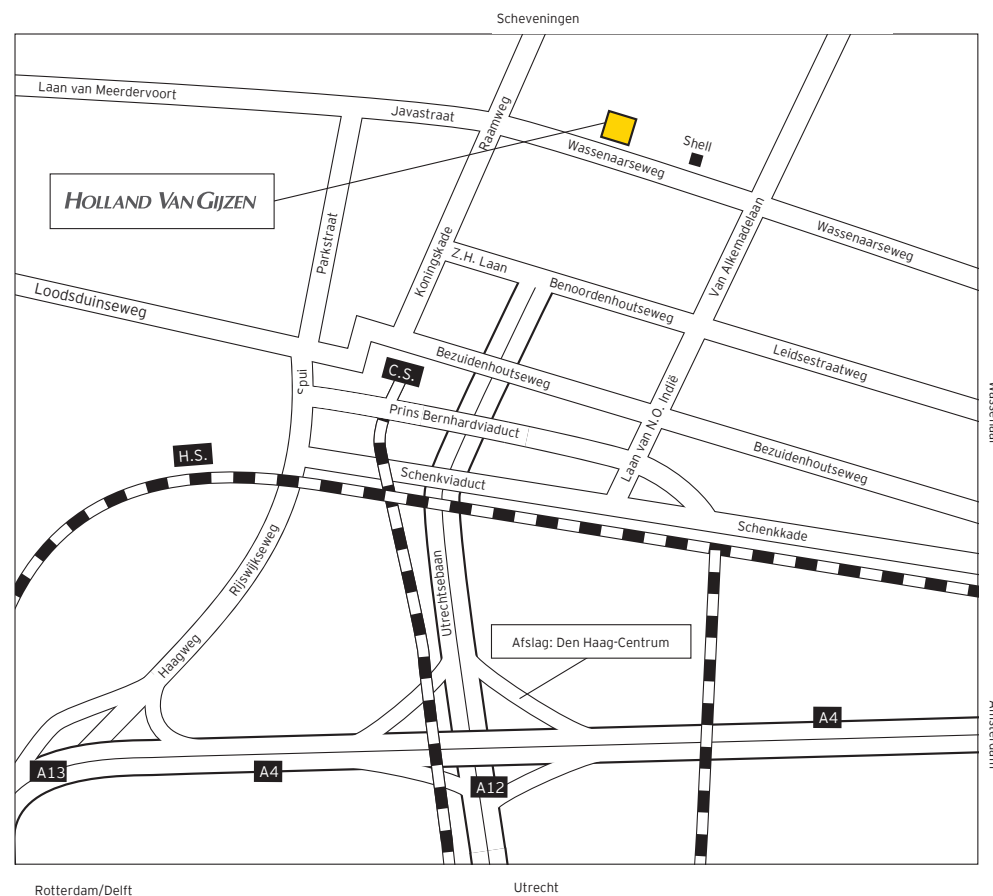 Scheveningen
Laan van Meerdervoort
Javastraat
Raamweg
Shell
Wassenaarseweg
HOLLAND VAN GIJZEN
Parkstraat
Koningskade
Van Alkemadelaan
Wassenaarseweg
Z.H. Laan
Benoordenhoutseweg
Loodsduinseweg
Bezuidenhoutseweg
Leidsestraatweg
Spui
C.S.
Prins Bernhardviaduct
Laan van N.O. Indië
Bezuidenhoutseweg
H.S.
Schenkviaduct
Schenkkade
Rijswijkseweg
Utrechtsebaan
Haagweg
Afslag: Den Haag-Centrum
A4
A13
A4
A12
Rotterdam/Delft
Utrecht